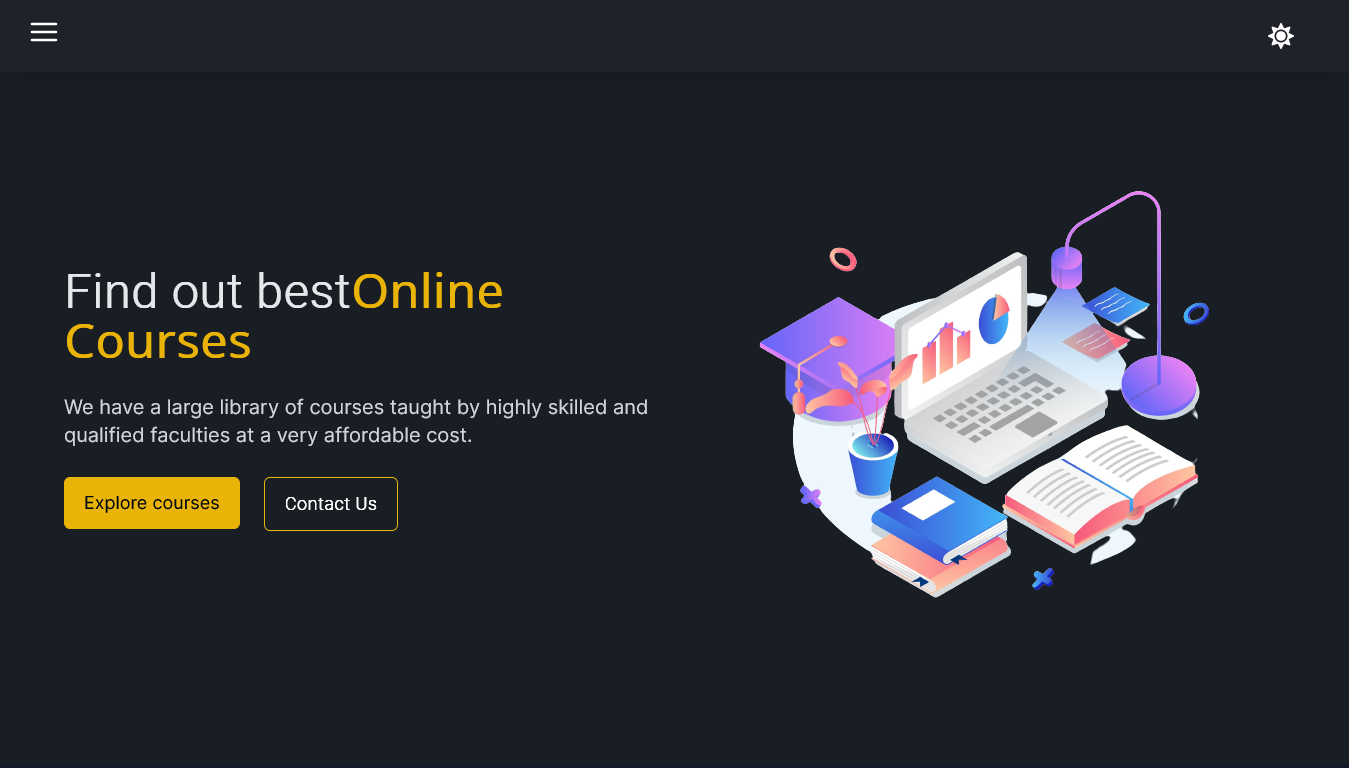 Find out bestOnline
Courses
We have a large library of courses taught by highly skilled and
qualified faculties at a very affordable cost.
Explore courses
Contact Us